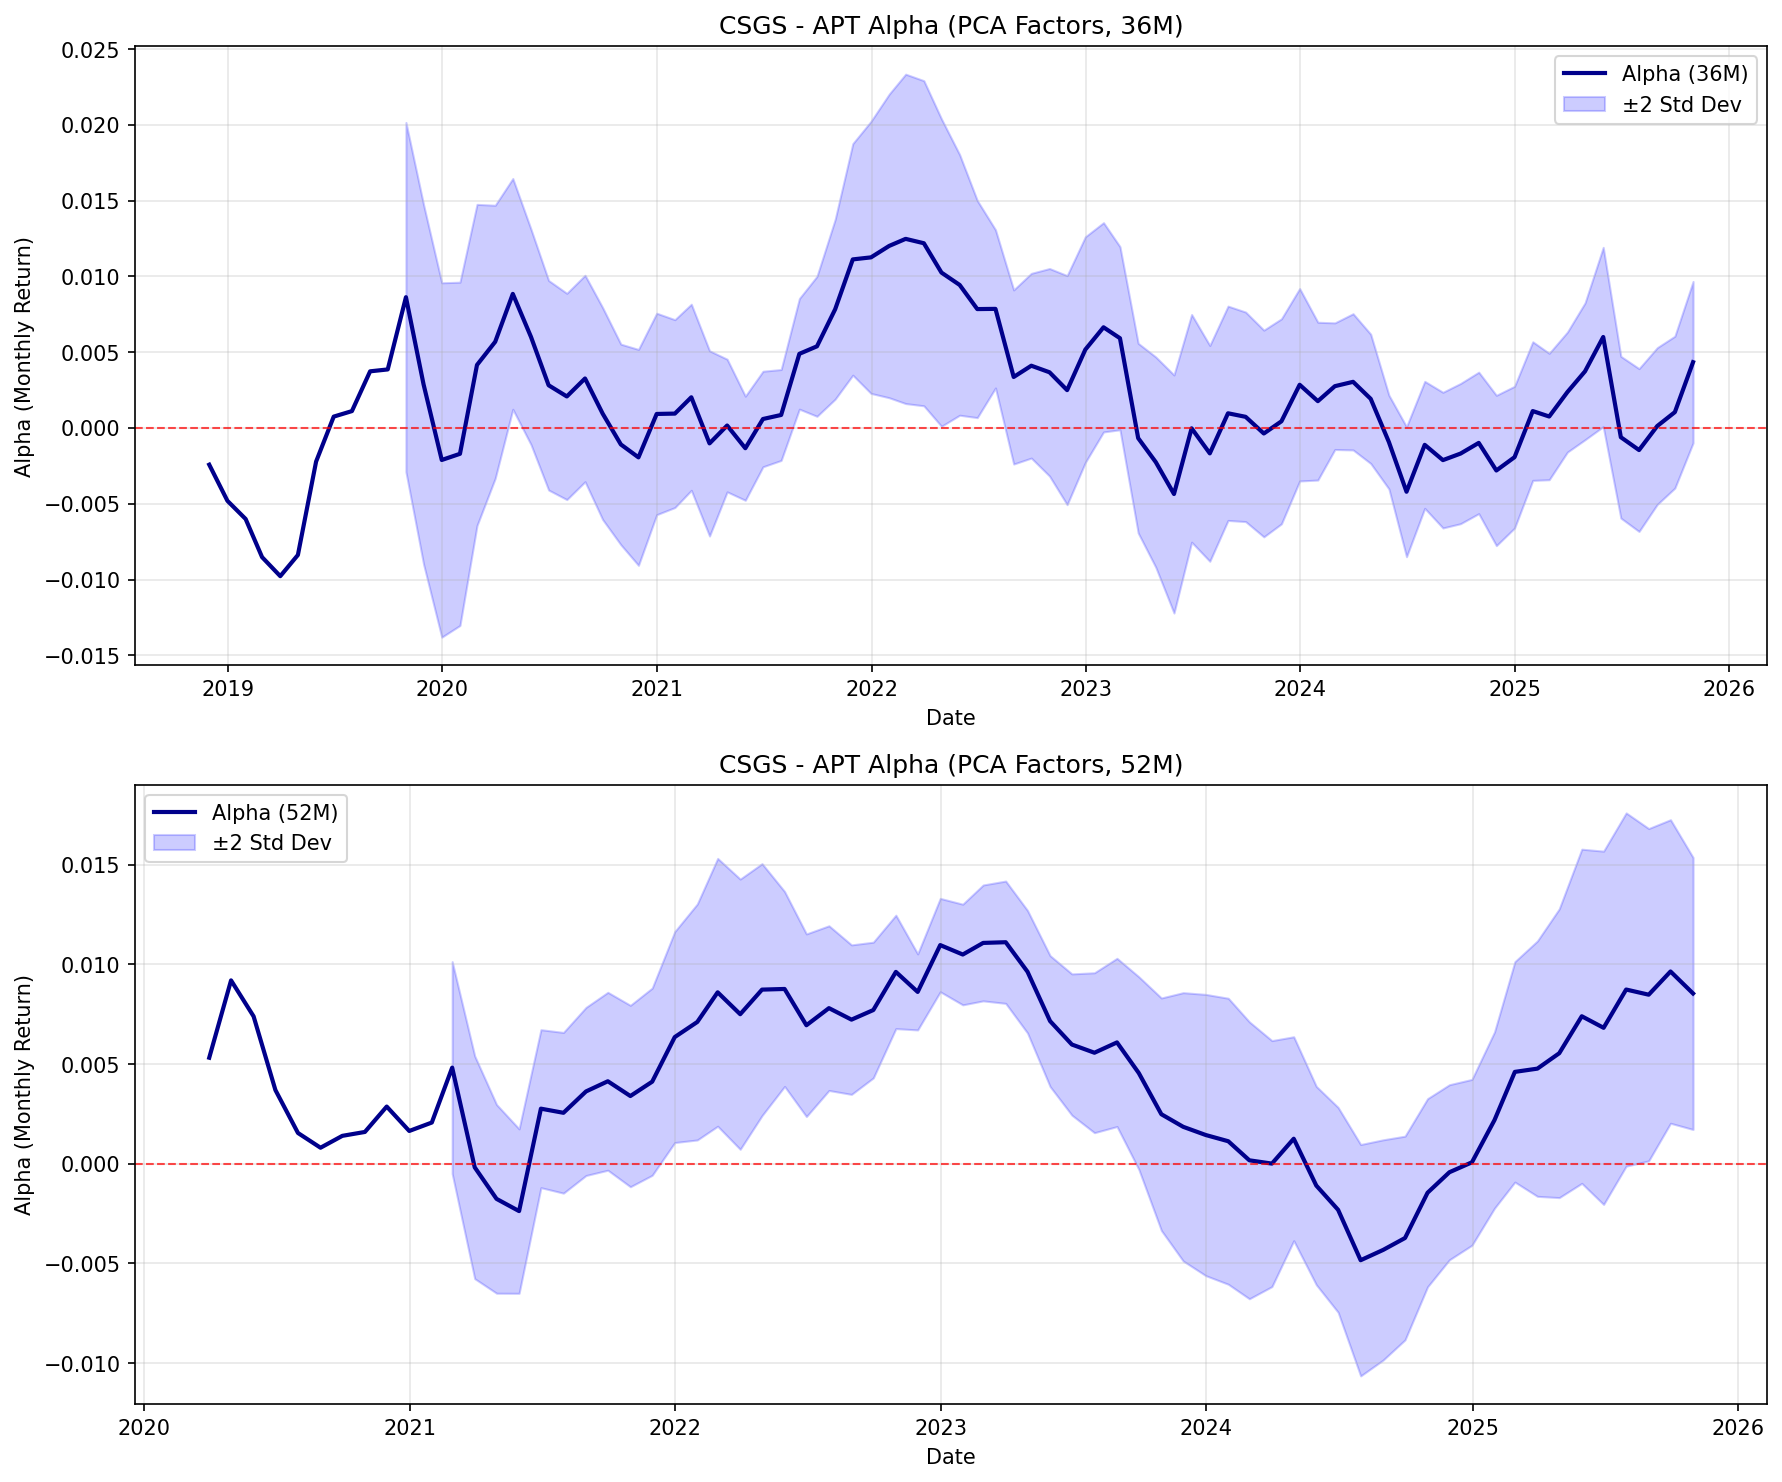 CSGS - APT Alpha (PCA Factors, 36M)
Alpha (Monthly Return)
0.025
0.020
0.015
0.010
0.005
0.000
−0.005
−0.010
−0.015
Alpha (36M)
±2 Std Dev
2019 2020 2021 2022 2023 2024 2025 2026
Date
CSGS - APT Alpha (PCA Factors, 52M)
Alpha (Monthly Return)
Alpha (52M)
±2 Std Dev
0.015
0.010
0.005
0.000
−0.005
−0.010
2020 2021 2022 2023 2024 2025 2026
Date